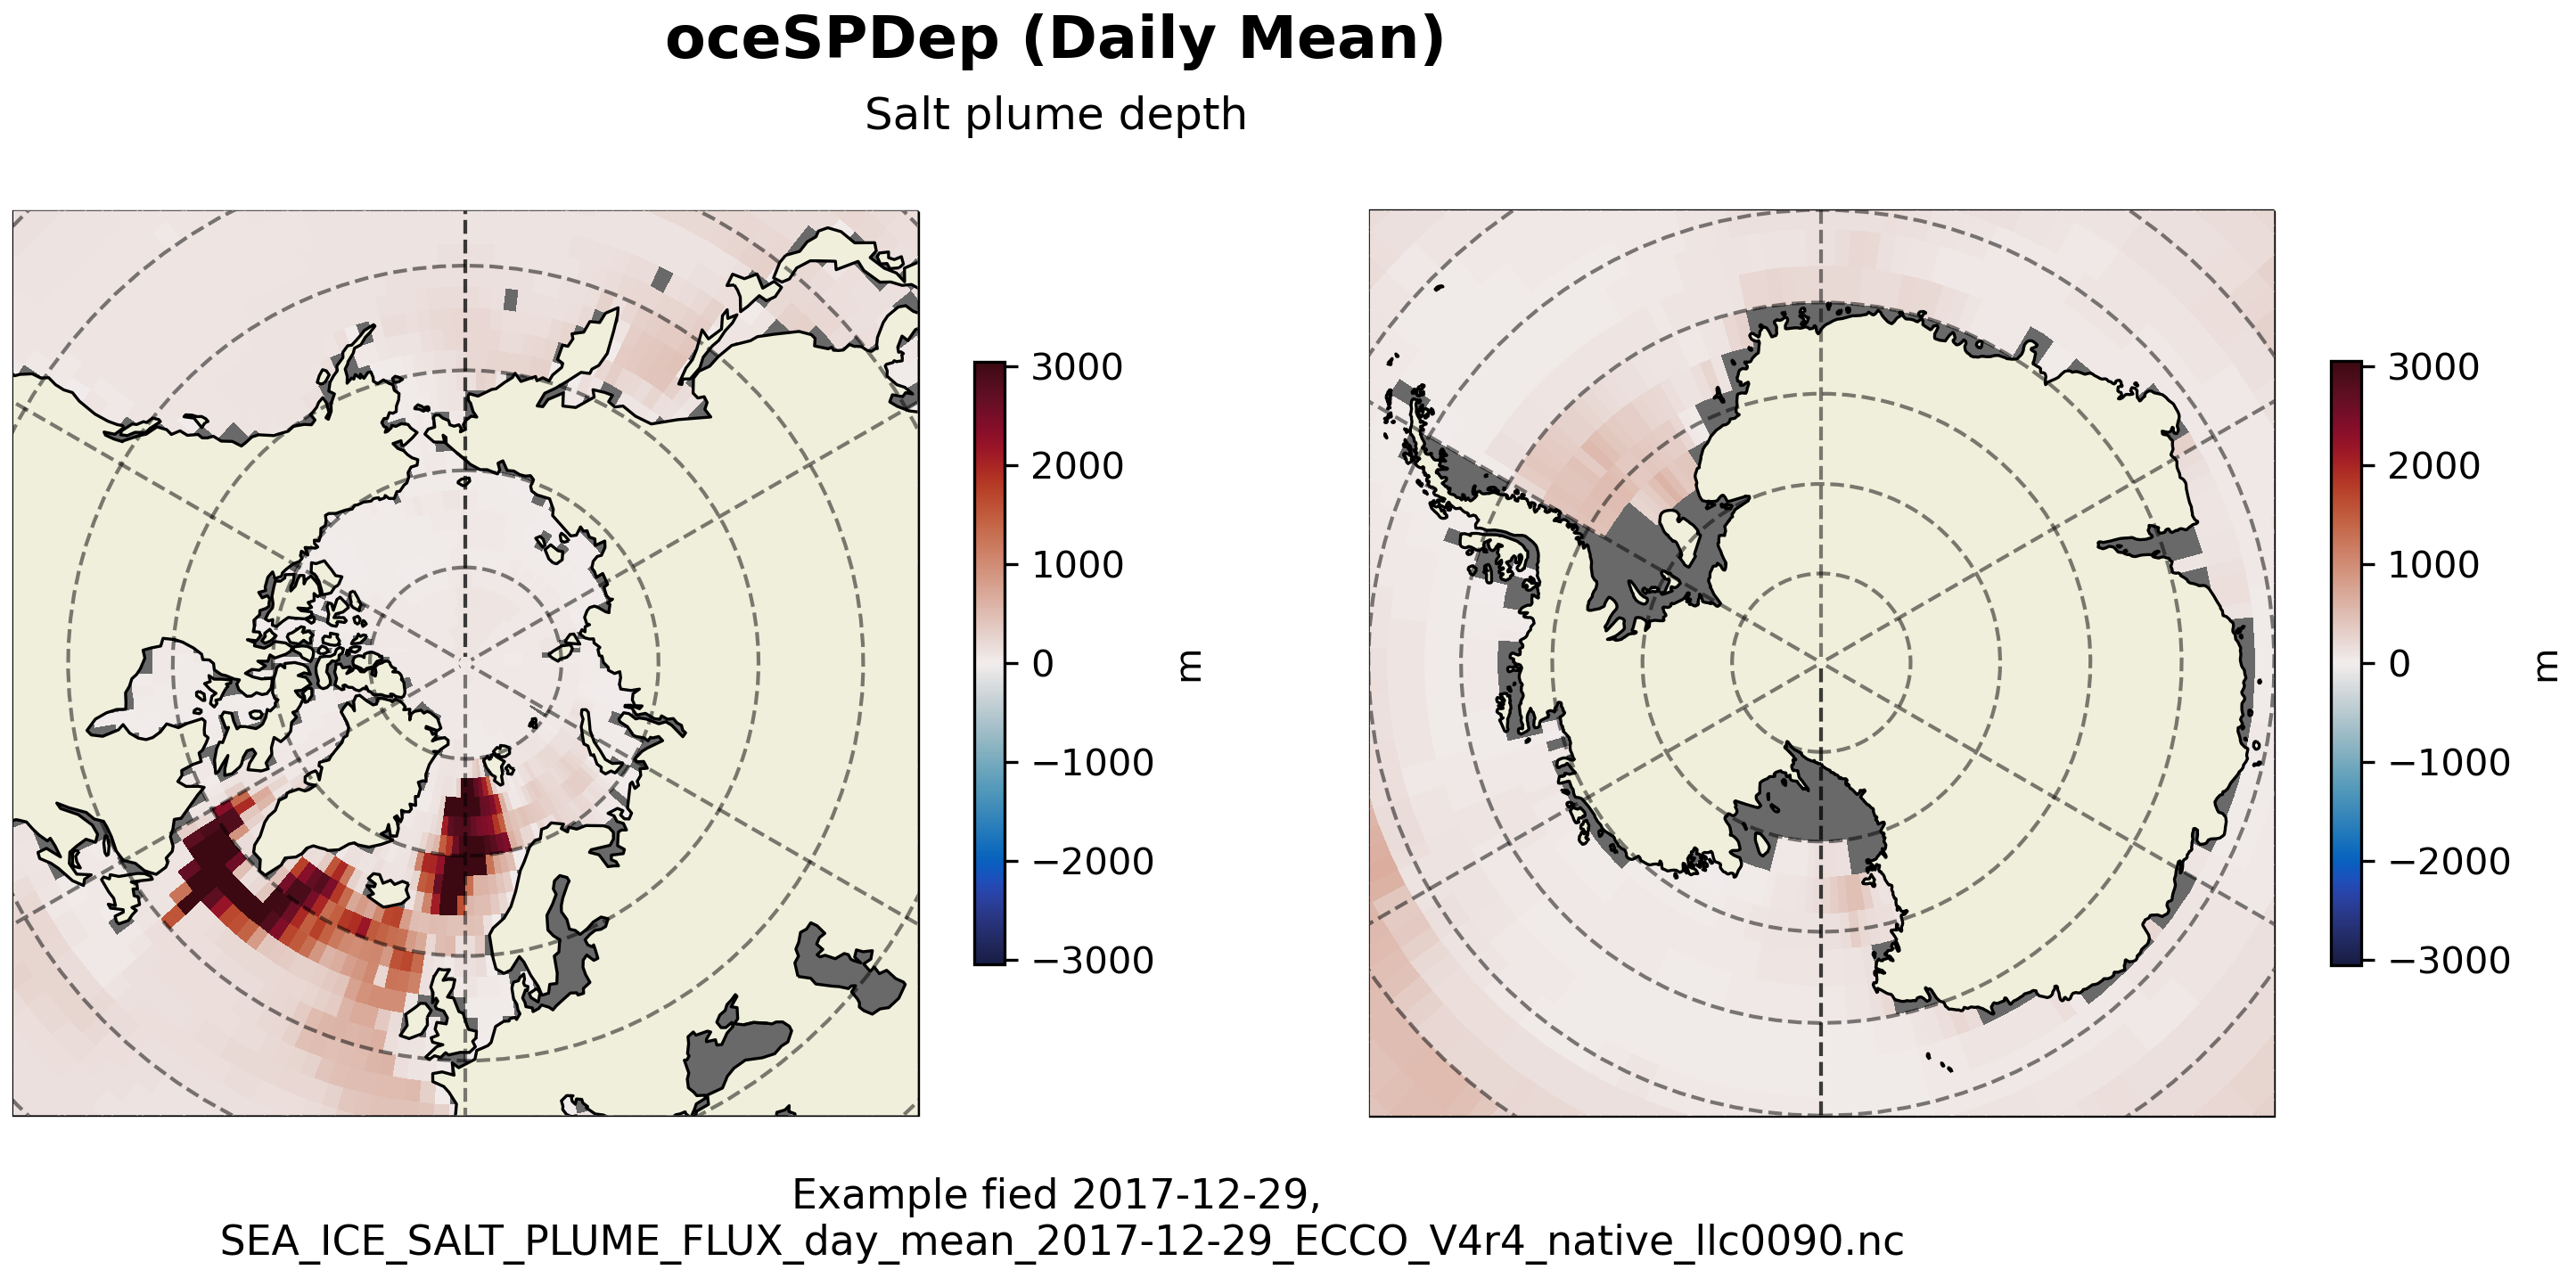 oceSPDep (Daily Mean)
Salt plume depth
3000
2000
1000
0
−1000
−2000
−3000
m
3000
2000
1000
0
−1000
−2000
−3000
m
Example fied 2017-12-29,
SEA_ICE_SALT_PLUME_FLUX_day_mean_2017-12-29_ECCO_V4r4_native_llc0090.nc